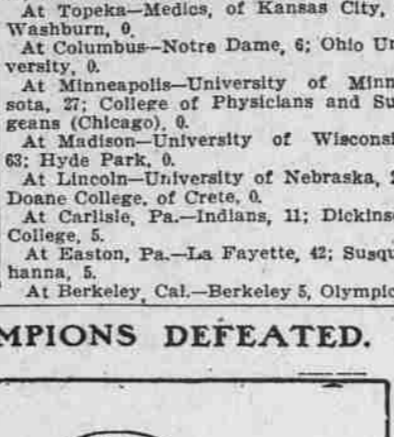 At Topeka—Medics, of Kansas City,
Washburn, 0.
At Columbus—Notre Dame, 6; Ohio Un
versity, 0.
At Minneapolis—University of Minn
sota, 27; College of Physicians and Su
geans (Chicago), 0.
At Madison—University of Wisconsi
63; Hyde Park, 0.
At Lincoln—University of Nebraska, 2
Doane College, of Crete, 0.
At Carlisle, Pa.—Indians, 11; Dickins
College, 5.
At Easton, Pa.—La Fayette, 42; Susqu
hanna, 5.
At Berkeley, Cal.—Berkeley 5, Olympic
MPIONS DEFEATED.